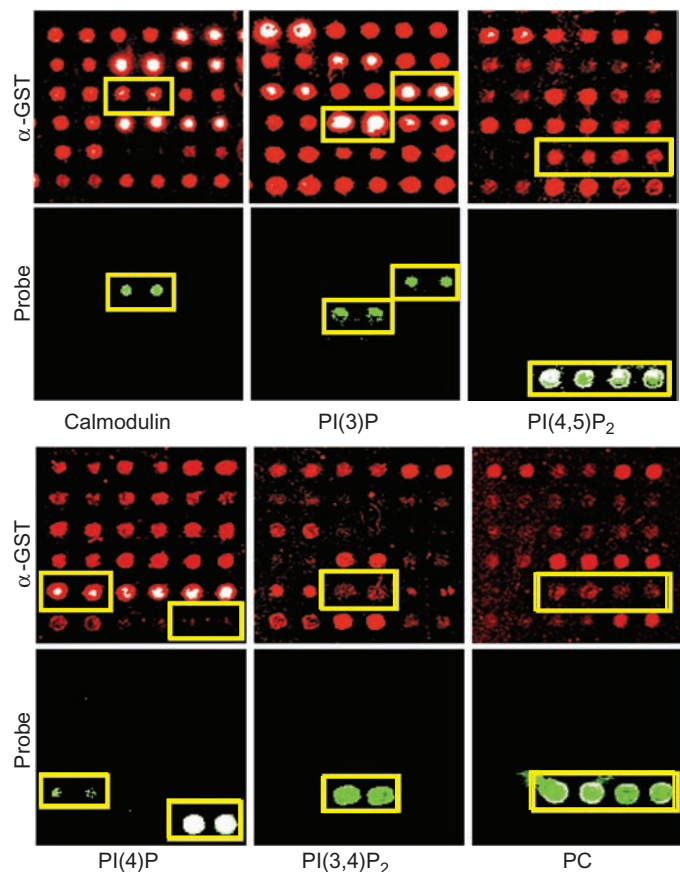 α-GST
Probe
Calmodulin PI(3)P PI(4,5)P₂
α-GST
Probe
PI(4)P PI(3,4)P₂ PC